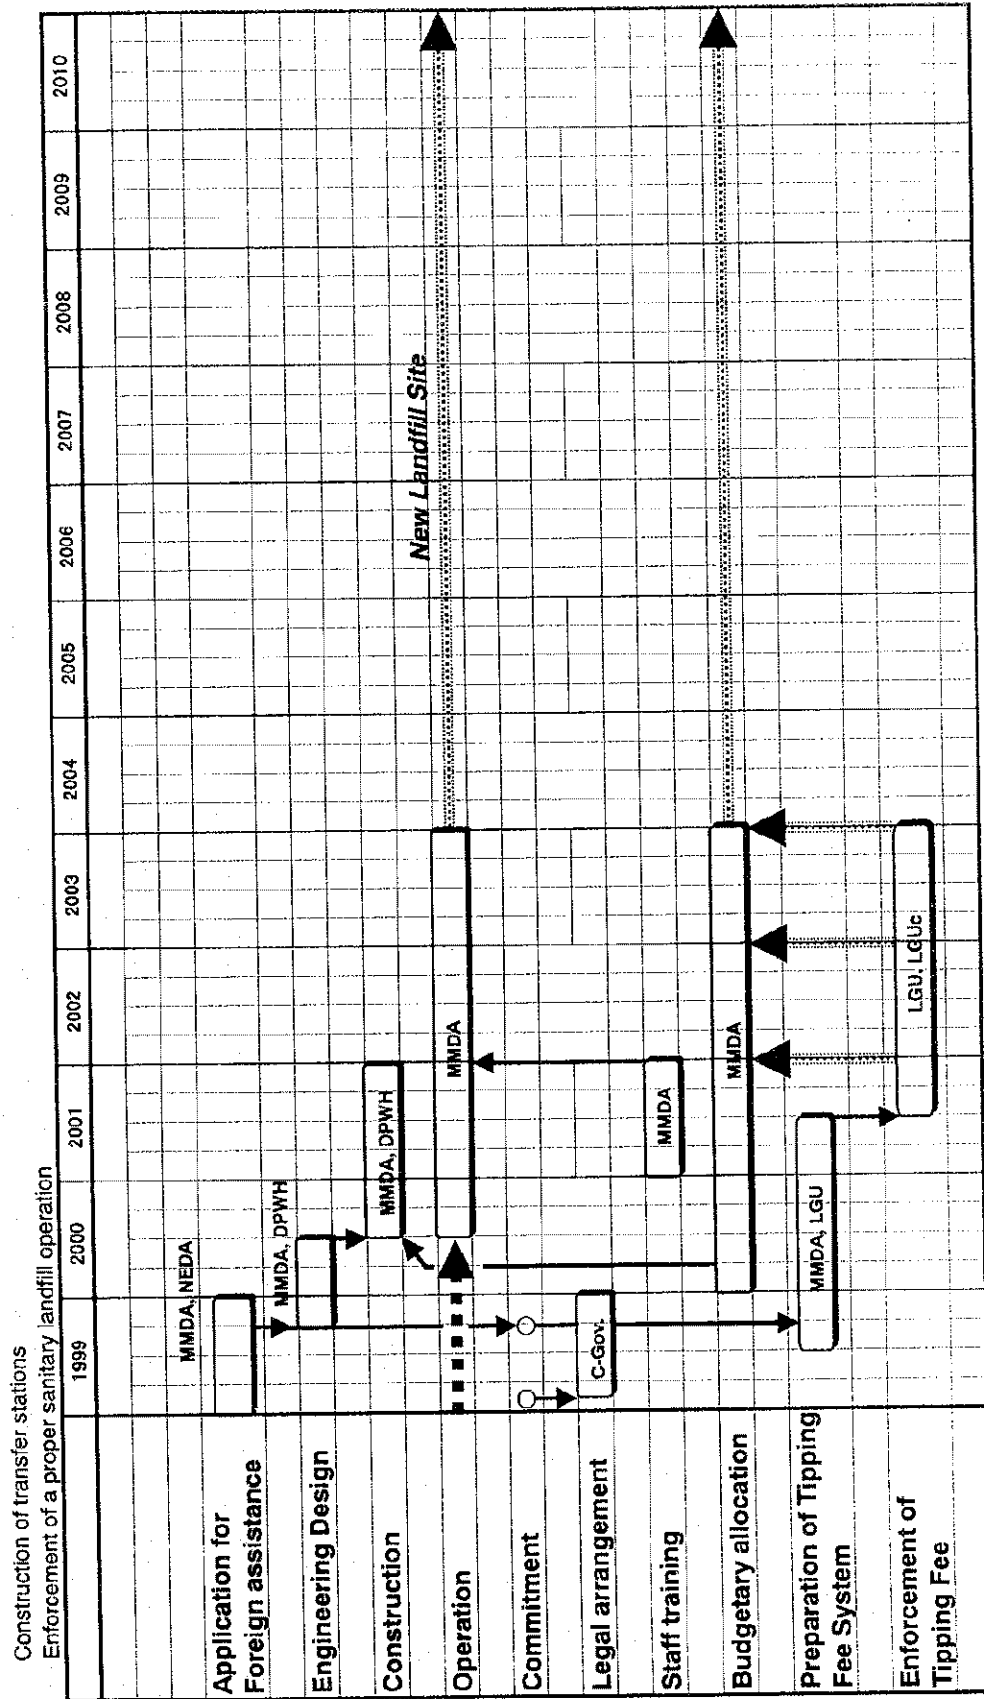 Construction of transfer stations
Enforcement of a proper sanitary landfill operation
1999 2000 2001 2002 2003 2004 2005 2006 2007 2008 2009 2010
MMDA, NEDA
Application for
Foreign assistance
MMDA, DPWH
Engineering Design
Construction
MMDA, DPWH
New Landfill Site
Operation
MMDA
Commitment
Legal arrangement
C-Gov.
Staff training
MMDA
Budgetary allocation
MMDA
Preparation of Tipping
Fee System
MMDA, LGU
Enforcement of
Tipping Fee
LGU, LGUc